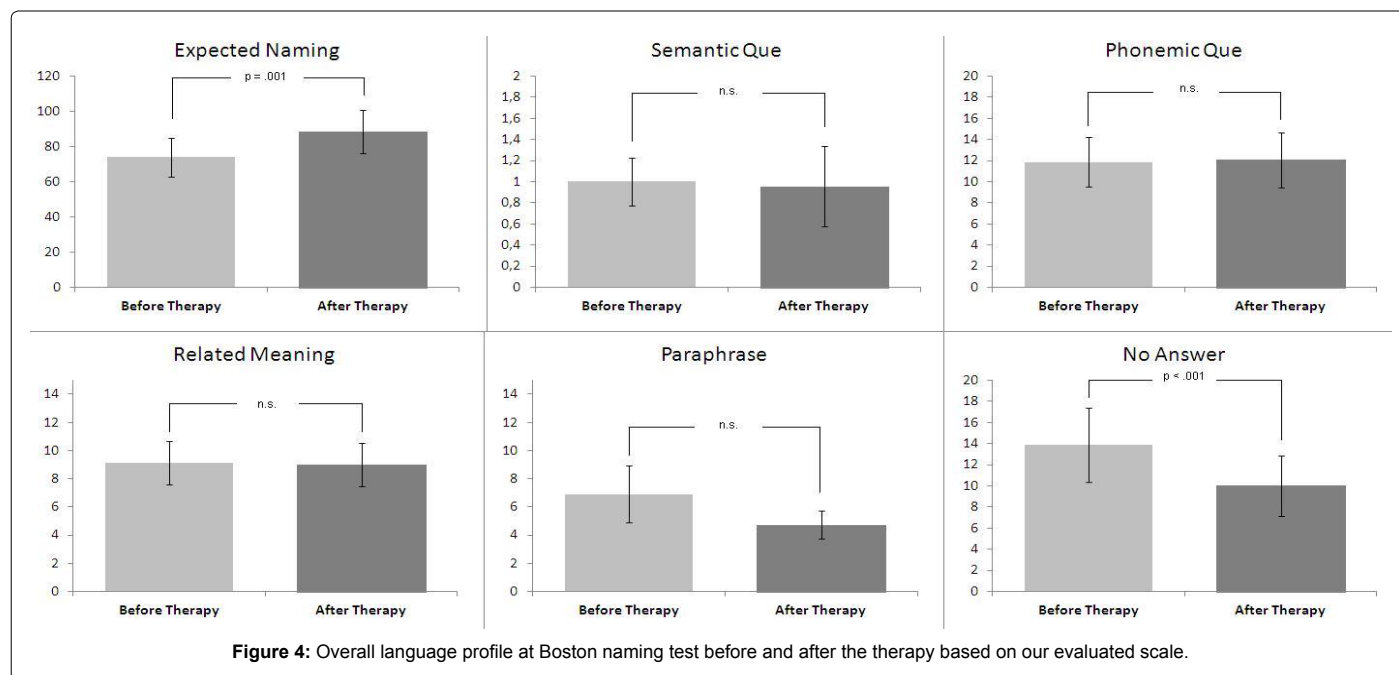 Expected Naming
p = .001
120
100
80
60
40
20
0
Before Therapy After Therapy
Semantic Que
n.s.
2
1,8
1,6
1,4
1,2
1
0,8
0,6
0,4
0,2
0
Before Therapy After Therapy
Phonemic Que
n.s.
20
18
16
14
12
10
8
6
4
2
0
Before Therapy After Therapy
Related Meaning
n.s.
14
12
10
8
6
4
2
0
Before Therapy After Therapy
Paraphrase
n.s.
14
12
10
8
6
4
2
0
Before Therapy After Therapy
No Answer
p < .001
20
18
16
14
12
10
8
6
4
2
0
Before Therapy After Therapy
Figure 4: Overall language profile at Boston naming test before and after the therapy based on our evaluated scale.